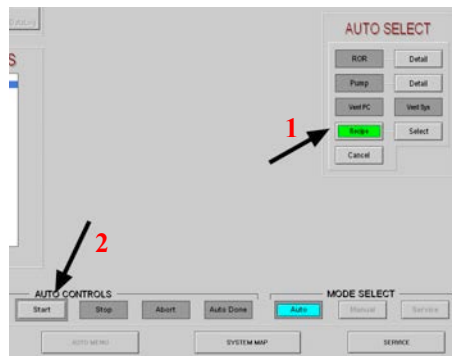 S
AUTO SELECT
ROR Detail
Pump Detail
Vent PC Vent Sys
1
Recipe Select
Cancel
2
AUTO CONTROLS MODE SELECT
Start Stop Abort Auto Done Auto Manual Service
AUTO MENU SYSTEM MAP SERVICE